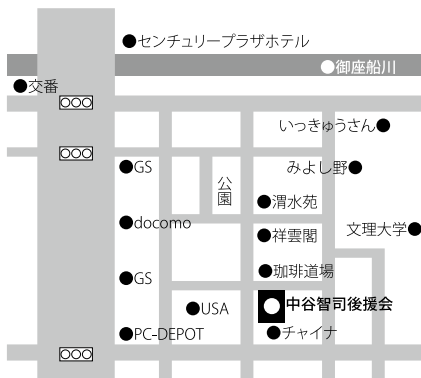 センチュリープラザホテル
御座船川
交番
いっきゅうさん
GS
みよし野
公園
渭水苑
docomo
祥雲閣
文理大学
珈琲道場
GS
中谷智司後援会
USA
チャイナ
PC-DEPOT